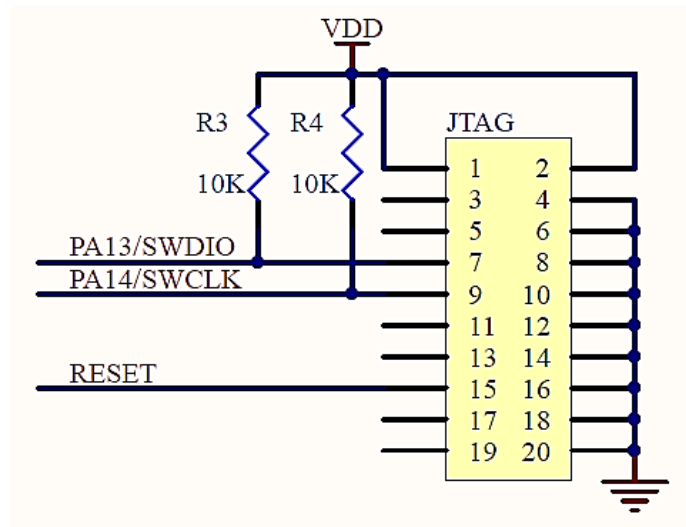 VDD
R3 R4 JTAG
10K 10K
1 2
3 4
5 6
PA13/SWDIO 7 8
PA14/SWCLK 9 10
11 12
13 14
RESET 15 16
17 18
19 20